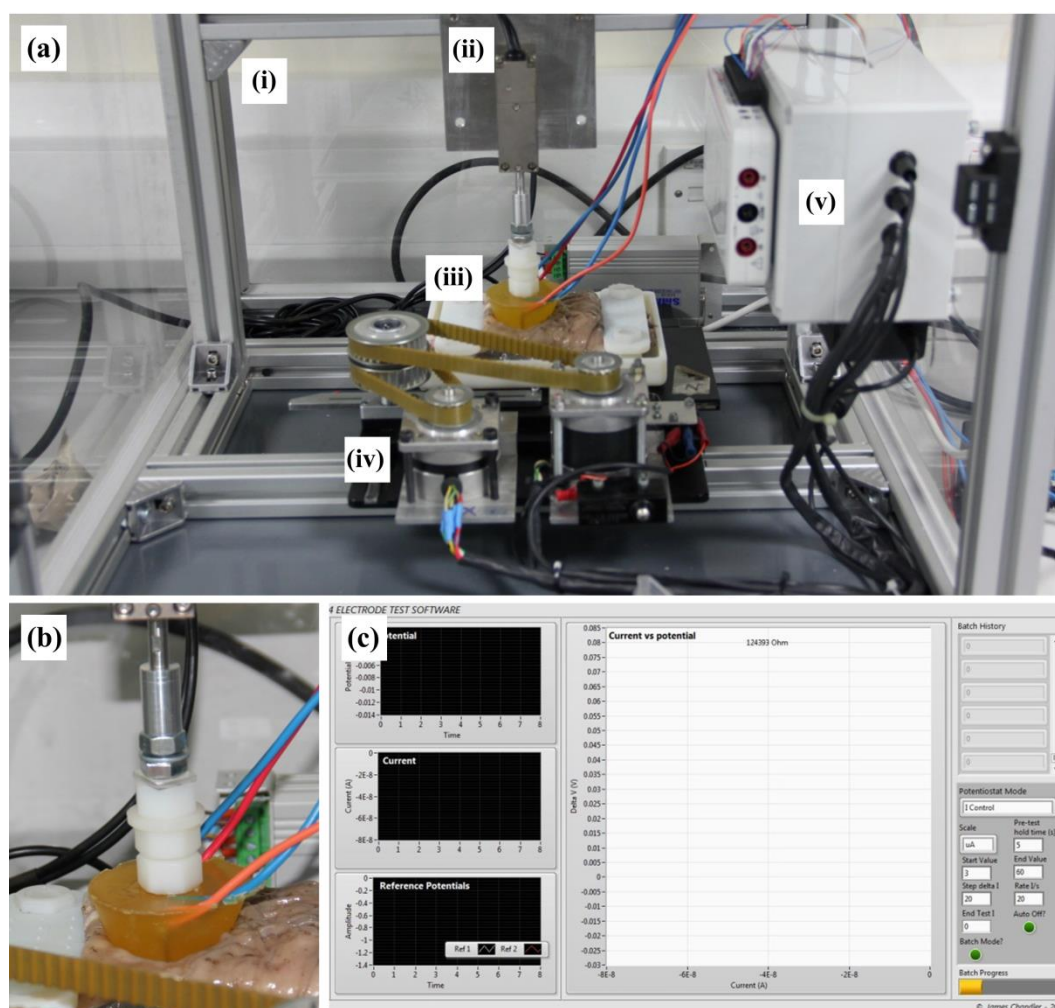 (a)
(i)
(ii)
(iii)
(iv)
(v)
(b)
(c)
4 ELECTRODE TEST SOFTWARE
Potential
-0.006-
-0.008-
-0.01-
-0.012-
-0.014-
0 1 2 3 4 5 6 7 8
Time
Current
Curent (A)
0-
-2E-8-
-4E-8-
-6E-8-
-8E-8-
0 1 2 3 4 5 6 7 8
Time
Reference Potentials
Amplitude
0-
-0.2-
-0.4-
-0.6-
-0.8-
-1-
-1.2-
-1.4-
0 1 2 3 4 5 6 7 8
Time
Ref 1 Ref 2
Current vs potential
124393 Ohm
Delta V (V)
0.085
0.08-
0.075-
0.07-
0.065-
0.06-
0.055-
0.05-
0.045-
0.04-
0.035-
0.03-
0.025-
0.02-
0.015-
0.01-
0.005-
0-
-0.005-
-0.01-
-0.015-
-0.02-
-0.025-
-0.03-
-8E-8 -6E-8 -4E-8 -2E-8 0
Current (A)
Batch History
0
0
0
0
0
0
Potentiostat Mode
I Control
Scale
uA
Pre-test
hold time (s)
5
Start Value
3
End Value
60
Step delta I
20
Rate I/s
20
End Test I
0
Auto Off?
Batch Mode?
Batch Progress
© James Chandler - 2